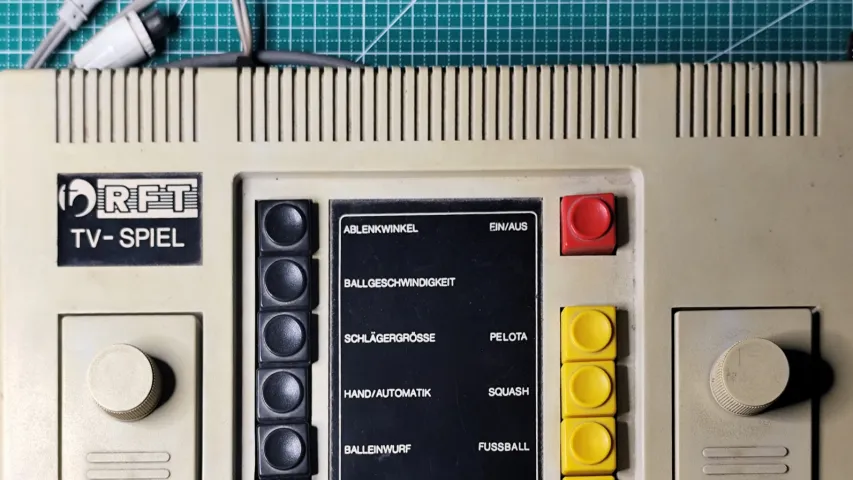 RFT
TV-SPIEL
ABLENKWINKEL EIN/AUS
BALLGESCHWINDIGKEIT
SCHLÄGERGRÖSSE PELOTA
HAND/AUTOMATIK SQUASH
BALLEINWURF FUSSBALL